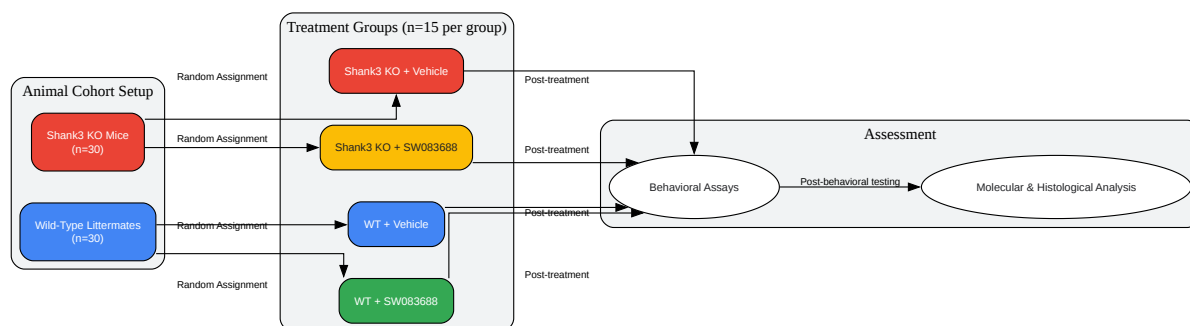 Treatment Groups (n=15 per group)
Shank3 KO + Vehicle
Random Assignment
Post-treatment
Animal Cohort Setup
Shank3 KO Mice
(n=30)
Random Assignment
Shank3 KO + SW083688
Post-treatment
Assessment
Behavioral Assays
Post-behavioral testing
Molecular & Histological Analysis
Wild-Type Littermates
(n=30)
Random Assignment
WT + Vehicle
Post-treatment
Random Assignment
WT + SW083688
Post-treatment